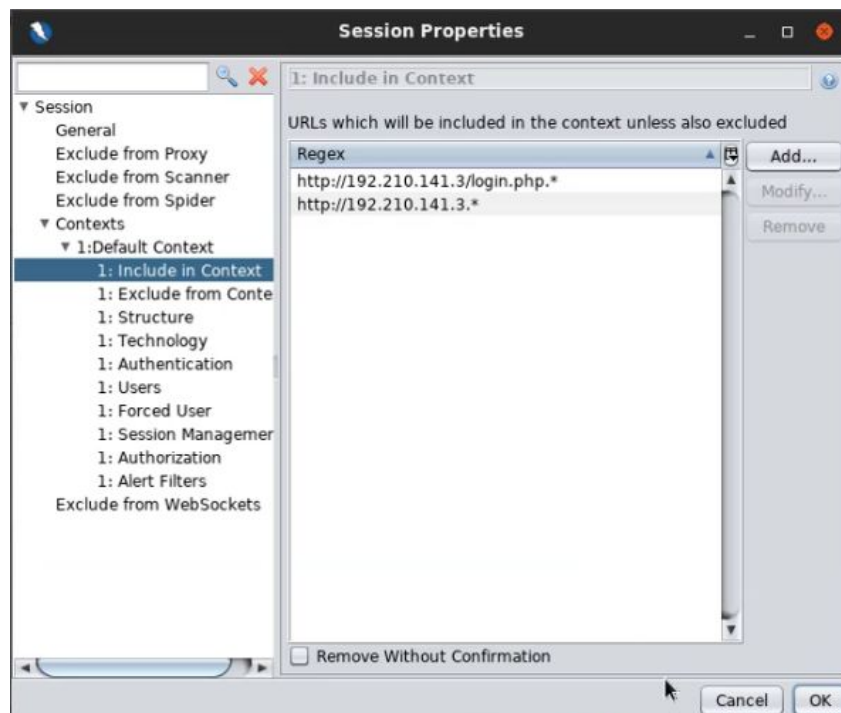 Session Properties
1: Include in Context
Session
General
Exclude from Proxy
Exclude from Scanner
Exclude from Spider
Contexts
1:Default Context
1: Include in Context
1: Exclude from Conte
1: Structure
1: Technology
1: Authentication
1: Users
1: Forced User
1: Session Managemer
1: Authorization
1: Alert Filters
Exclude from WebSockets
URLs which will be included in the context unless also excluded
Regex
http://192.210.141.3/login.php.*
http://192.210.141.3.*
Add...
Modify...
Remove
Remove Without Confirmation
Cancel
OK